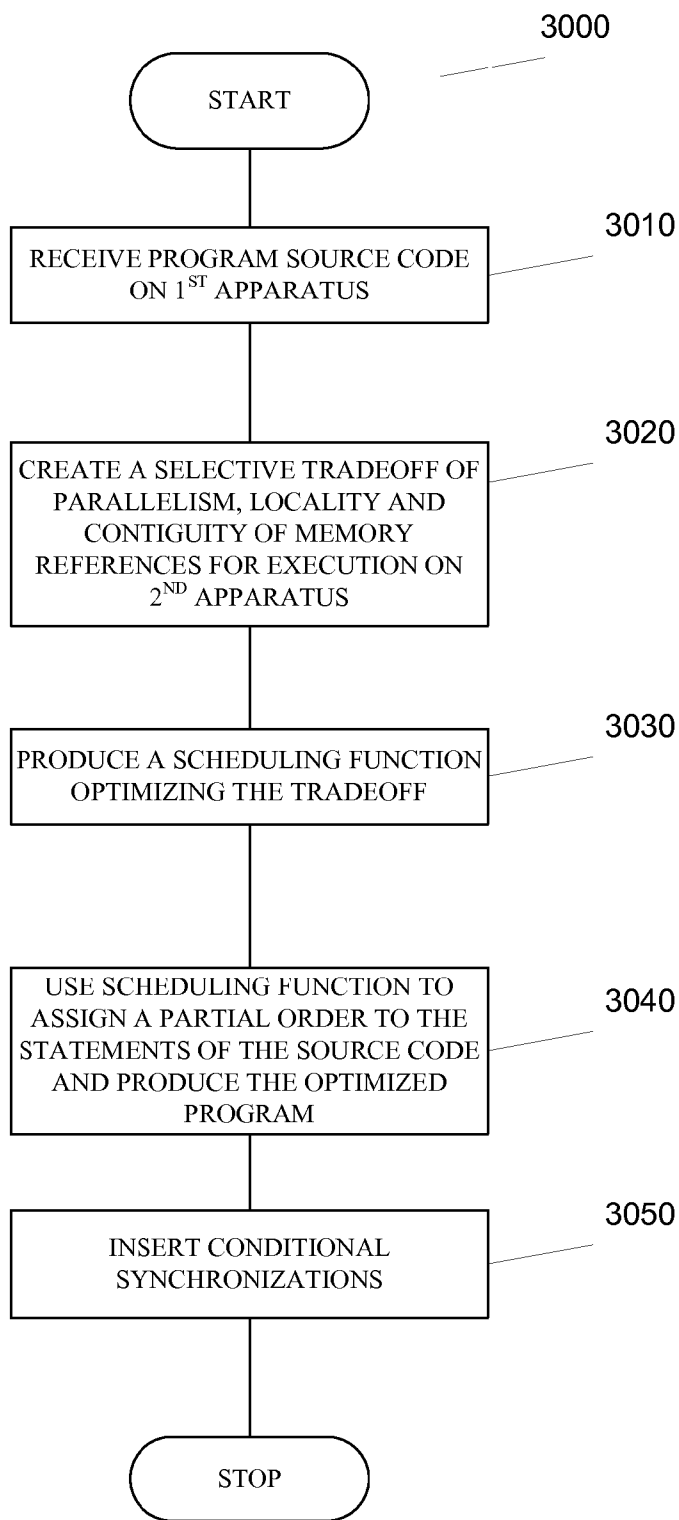 3000
START
3010
RECEIVE PROGRAM SOURCE CODE
ON 1ST APPARATUS
3020
CREATE A SELECTIVE TRADEOFF OF
PARALLELISM, LOCALITY AND
CONTIGUITY OF MEMORY
REFERENCES FOR EXECUTION ON
2ND APPARATUS
3030
PRODUCE A SCHEDULING FUNCTION
OPTIMIZING THE TRADEOFF
3040
USE SCHEDULING FUNCTION TO
ASSIGN A PARTIAL ORDER TO THE
STATEMENTS OF THE SOURCE CODE
AND PRODUCE THE OPTIMIZED
PROGRAM
3050
INSERT CONDITIONAL
SYNCHRONIZATIONS
STOP